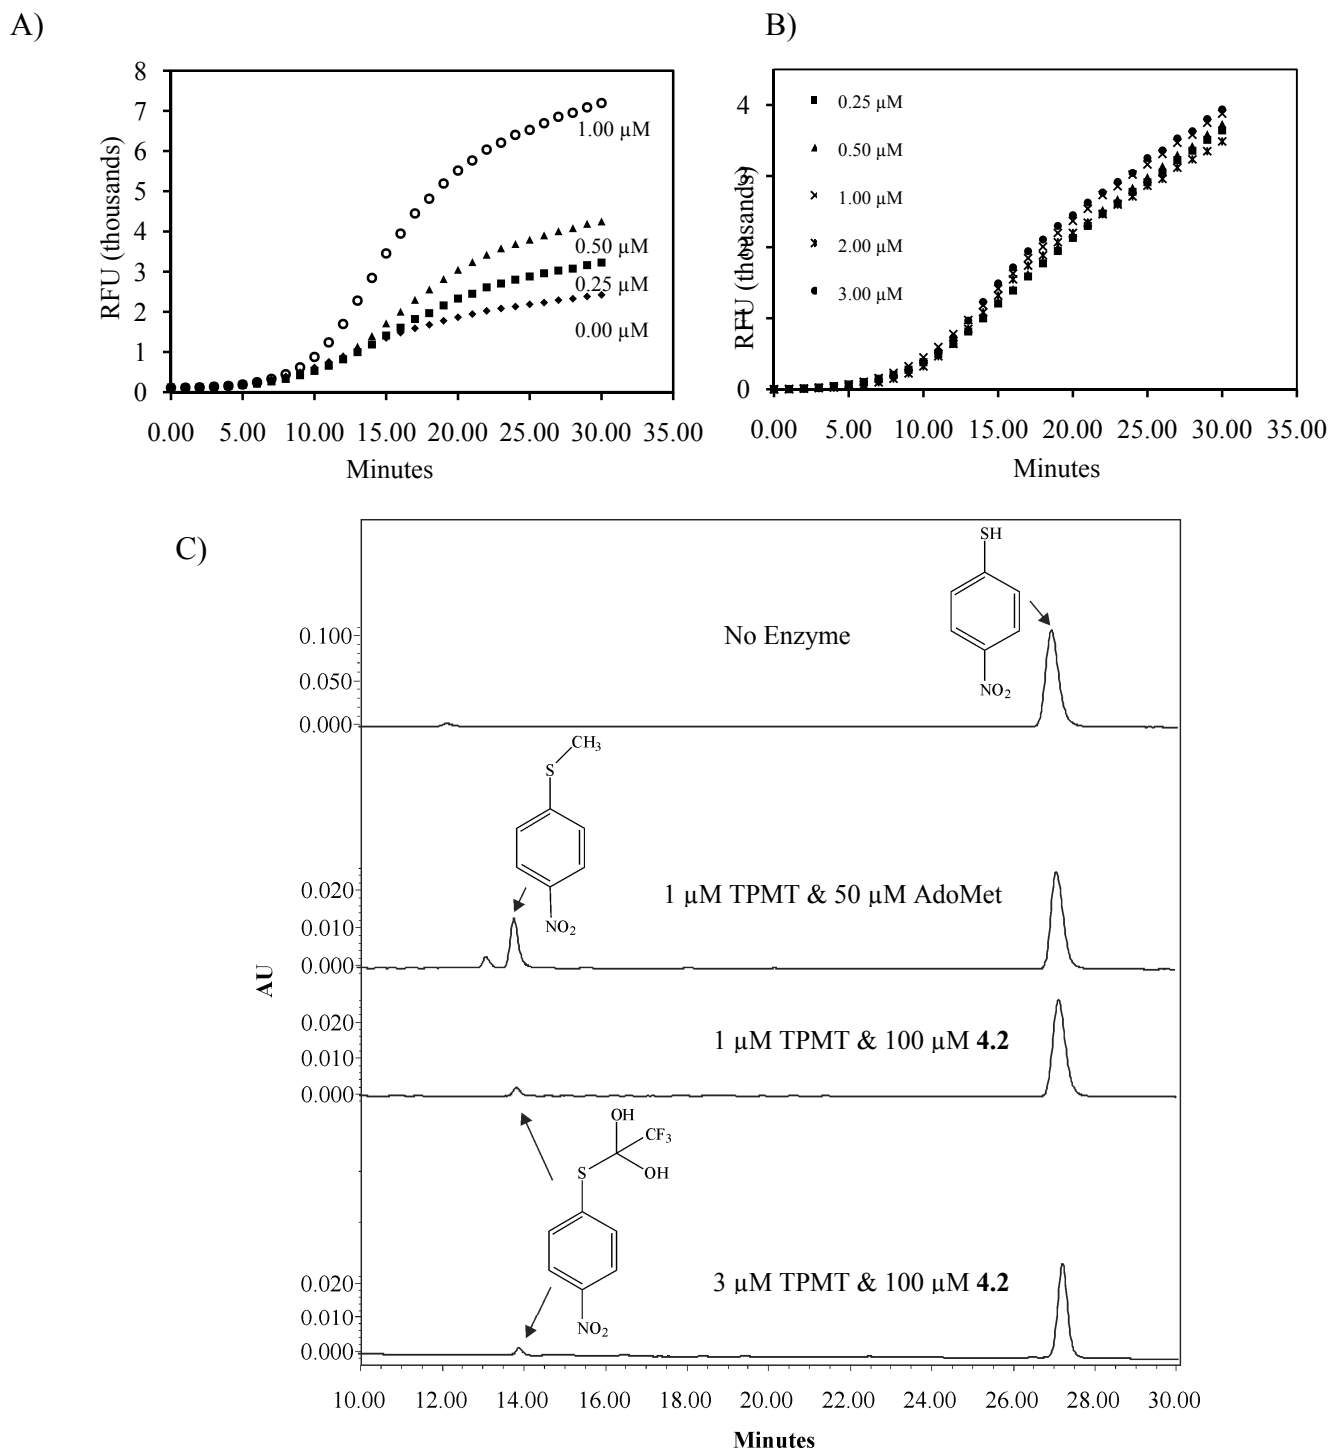 A)
8
7
6
5
4
3
2
1
0
RFU (thousands)
1.00 µM
0.50 µM
0.25 µM
0.00 µM
0.00 5.00 10.00 15.00 20.00 25.00 30.00 35.00
Minutes
B)
4
3
2
1
0
RFU (thousands)
0.25 µM
0.50 µM
1.00 µM
2.00 µM
3.00 µM
0.00 5.00 10.00 15.00 20.00 25.00 30.00 35.00
Minutes
C)
SH
NO2
No Enzyme
0.100
0.050
0.000
CH3
S
NO2
1 µM TPMT & 50 µM AdoMet
0.020
0.010
0.000
AU
1 µM TPMT & 100 µM 4.2
0.020
0.010
0.000
OH
CF3
S
OH
NO2
3 µM TPMT & 100 µM 4.2
0.020
0.010
0.000
10.00 12.00 14.00 16.00 18.00 20.00 22.00 24.00 26.00 28.00 30.00
Minutes